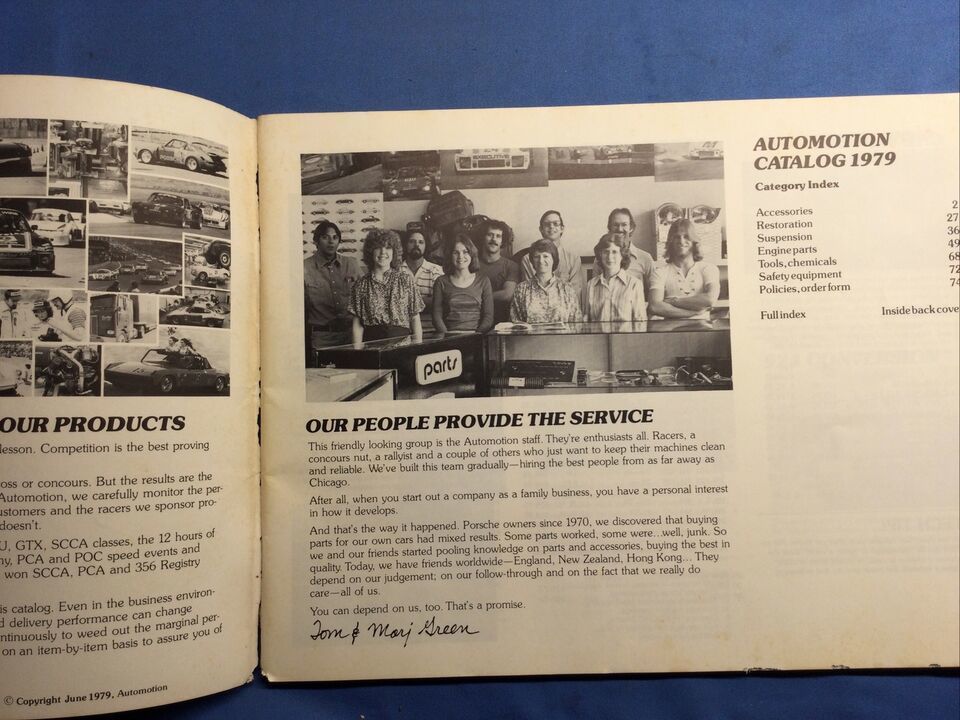 OUR PRODUCTS
lesson. Competition is the best proving
oss or concours. But the results are the
Automotion, we carefully monitor the per-
ustomers and the racers we sponsor pro-
doesn't.
U, GTX, SCCA classes, the 12 hours of
ny, PCA and POC speed events and
won SCCA, PCA and 356 Registry
is catalog. Even in the business environ-
d delivery performance can change
ntinuously to weed out the marginal per-
on an item-by-item basis to assure you of
© Copyright June 1979, Automotion
EXECUTIVE
parts
OUR PEOPLE PROVIDE THE SERVICE
This friendly looking group is the Automotion staff. They're enthusiasts all. Racers, a
concours nut, a rallyist and a couple of others who just want to keep their machines clean
and reliable. We've built this team gradually—hiring the best people from as far away as
Chicago.
After all, when you start out a company as a family business, you have a personal interest
in how it develops.
And that's the way it happened. Porsche owners since 1970, we discovered that buying
parts for our own cars had mixed results. Some parts worked, some were...well, junk. So
we and our friends started pooling knowledge on parts and accessories, buying the best in
quality. Today, we have friends worldwide—England, New Zealand, Hong Kong... They
depend on our judgement; on our follow-through and on the fact that we really do
care—all of us.
You can depend on us, too. That's a promise.
Tom & Marj Green
AUTOMOTION
CATALOG 1979
Category Index
Accessories 2
Restoration 27
Suspension 36
Engine parts 49
Tools, chemicals 68
Safety equipment 72
Policies, order form 74
Full index Inside back cove